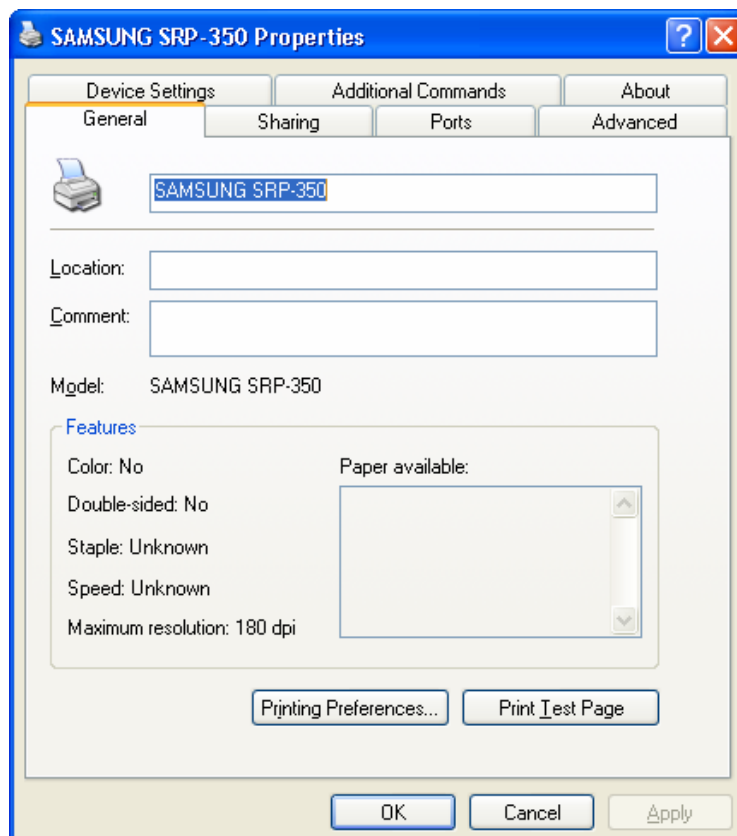 SAMSUNG SRP-350 Properties
?
Device Settings
Additional Commands
About
General
Sharing
Ports
Advanced
SAMSUNG SRP-350
Location:
Comment:
Model: SAMSUNG SRP-350
Features
Color: No
Double-sided: No
Staple: Unknown
Speed: Unknown
Maximum resolution: 180 dpi
Paper available:
Printing Preferences...
Print Test Page
OK
Cancel
Apply